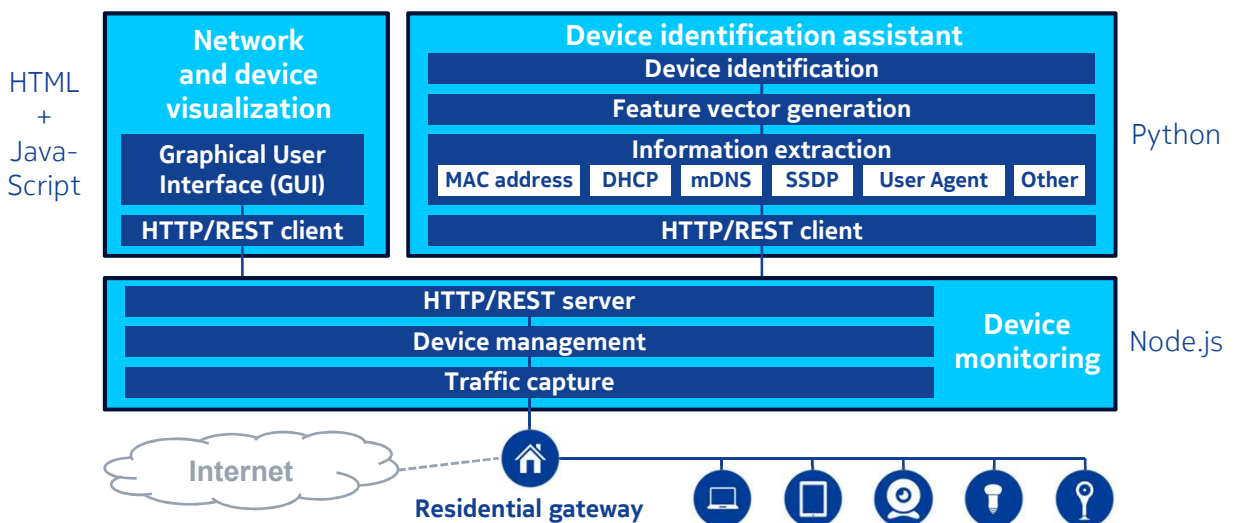 HTML
+
Java-
Script
Network
and device
visualization
Graphical User
Interface (GUI)
HTTP/REST client
Device identification assistant
Device identification
Feature vector generation
Information extraction
MAC address DHCP mDNS SSDP User Agent Other
HTTP/REST client
Python
HTTP/REST server
Device management
Traffic capture
Device
monitoring
Node.js
Internet
Residential gateway